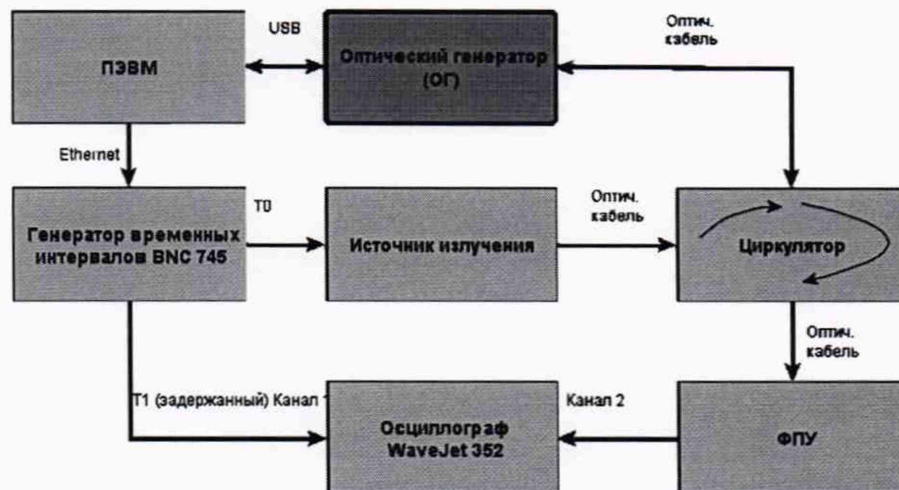 USB
Оптич.
кабель
ПЭВМ
Оптический генератор
(ОГ)
Ethernet
T0
Оптич.
кабель
Генератор временных
интервалов BNC 745
Источник излучения
Циркулятор
Оптич.
кабель
T1 (задержанный) Канал 1
Канал 2
Осциллограф
WaveJet 352
ФПУ